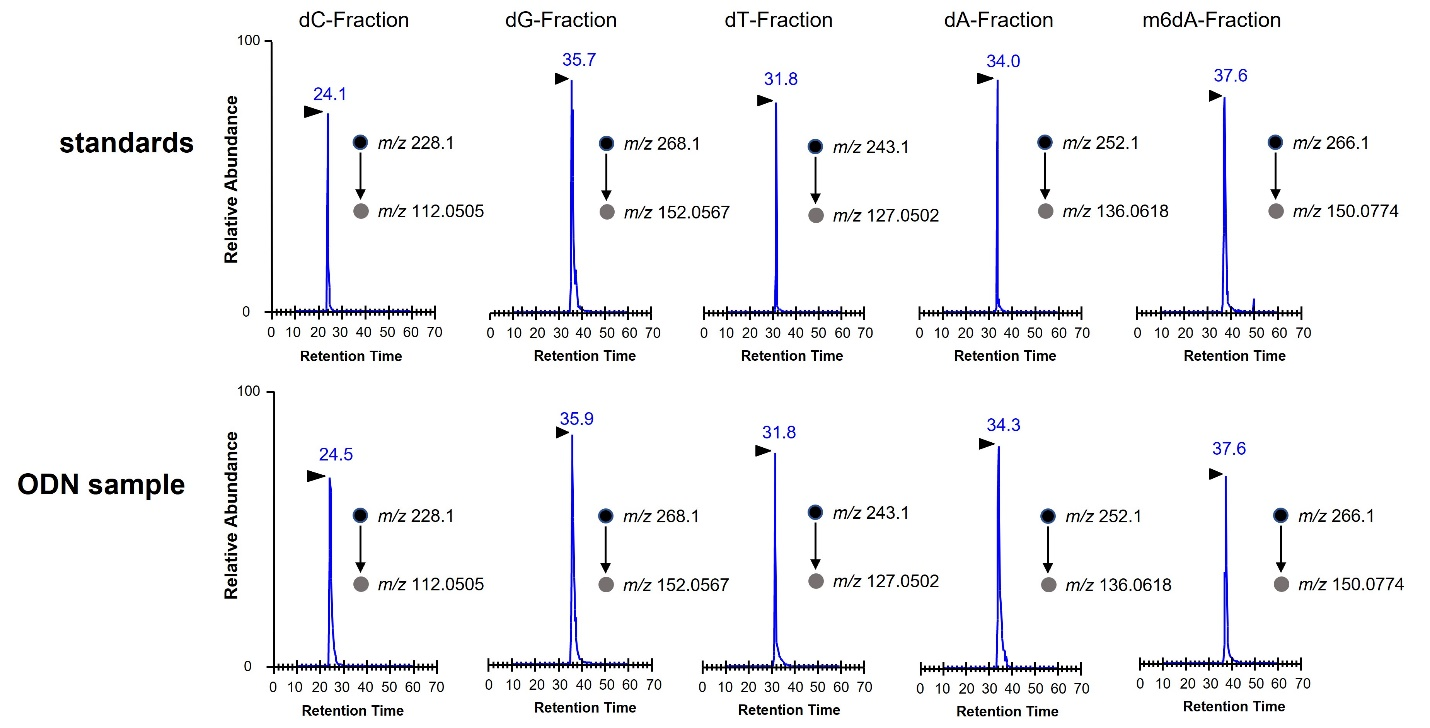 dC-Fraction dG-Fraction dT-Fraction dA-Fraction m6dA-Fraction
100
35.7 34.0
31.8 37.6
24.1
standards
Relative Abundance
m/z 228.1 m/z 268.1 m/z 243.1 m/z 252.1 m/z 266.1
m/z 112.0505 m/z 152.0567 m/z 127.0502 m/z 136.0618 m/z 150.0774
0
0 10 20 30 40 50 60 70 0 10 20 30 40 50 60 70 0 10 20 30 40 50 60 70 0 10 20 30 40 50 60 70 0 10 20 30 40 50 60 70
Retention Time Retention Time Retention Time Retention Time Retention Time
100
35.9 34.3
31.8 37.6
24.5
ODN sample
Relative Abundance
m/z 228.1 m/z 268.1 m/z 243.1 m/z 252.1 m/z 266.1
m/z 112.0505 m/z 152.0567 m/z 127.0502 m/z 136.0618 m/z 150.0774
0
0 10 20 30 40 50 60 70 0 10 20 30 40 50 60 70 0 10 20 30 40 50 60 70 0 10 20 30 40 50 60 70 0 10 20 30 40 50 60 70
Retention Time Retention Time Retention Time Retention Time Retention Time